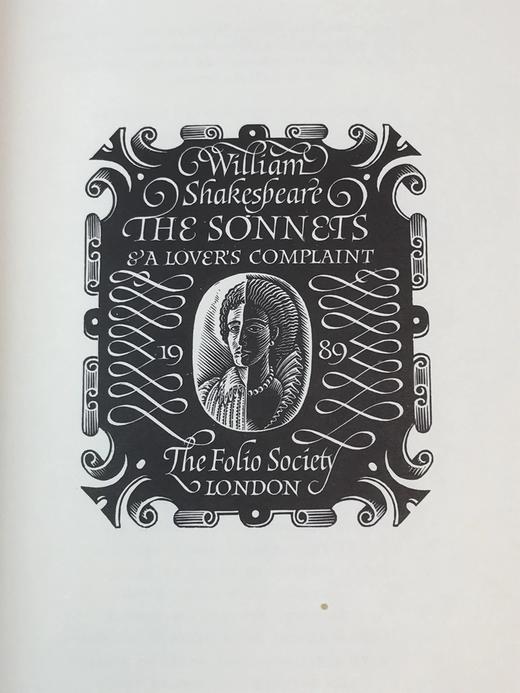 William
Shakespeare
THE SONNETS
& A LOVER'S COMPLAINT
19 89
The Folio Society
LONDON